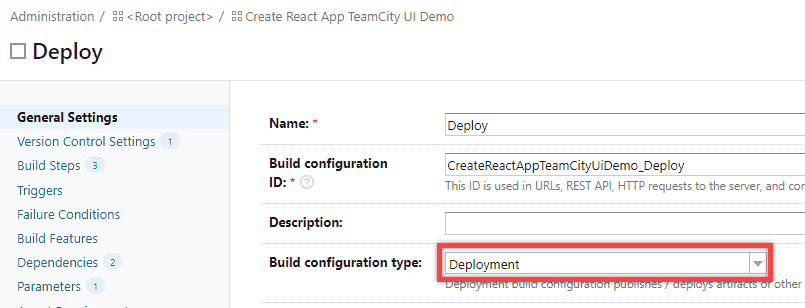 Administration / <Root project> / Create React App TeamCity UI Demo
Deploy
General Settings
Version Control Settings 1
Build Steps 3
Triggers
Failure Conditions
Build Features
Dependencies 2
Parameters 1
Name: *
Deploy
Build configuration
ID: * ?
CreateReactAppTeamCityUiDemo_Deploy
This ID is used in URLs, REST API, HTTP requests to the server, and con
Description:
Build configuration type:
Deployment
Deployment build configuration publishes / deploys artifacts or other